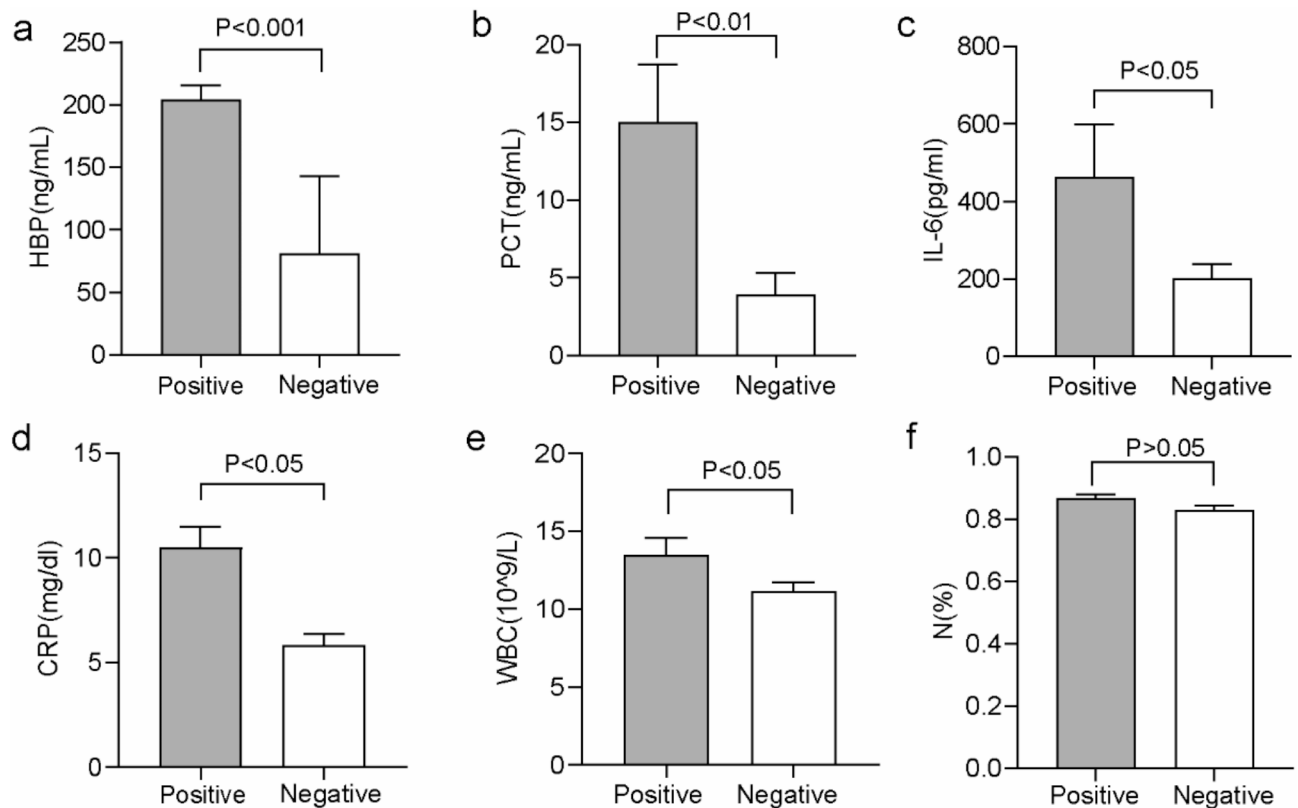 a
P<0.001
250
200
150
100
50
0
HBP(ng/mL)
Positive
Negative
b
P<0.01
20
15
10
5
0
PCT(ng/mL)
Positive
Negative
c
P<0.05
800
600
400
200
0
IL-6(pg/ml)
Positive
Negative
d
P<0.05
15
10
5
0
CRP(mg/dl)
Positive
Negative
e
P<0.05
20
15
10
5
0
WBC(10^9/L)
Positive
Negative
f
P>0.05
1.0
0.8
0.6
0.4
0.2
0.0
N(%)
Positive
Negative